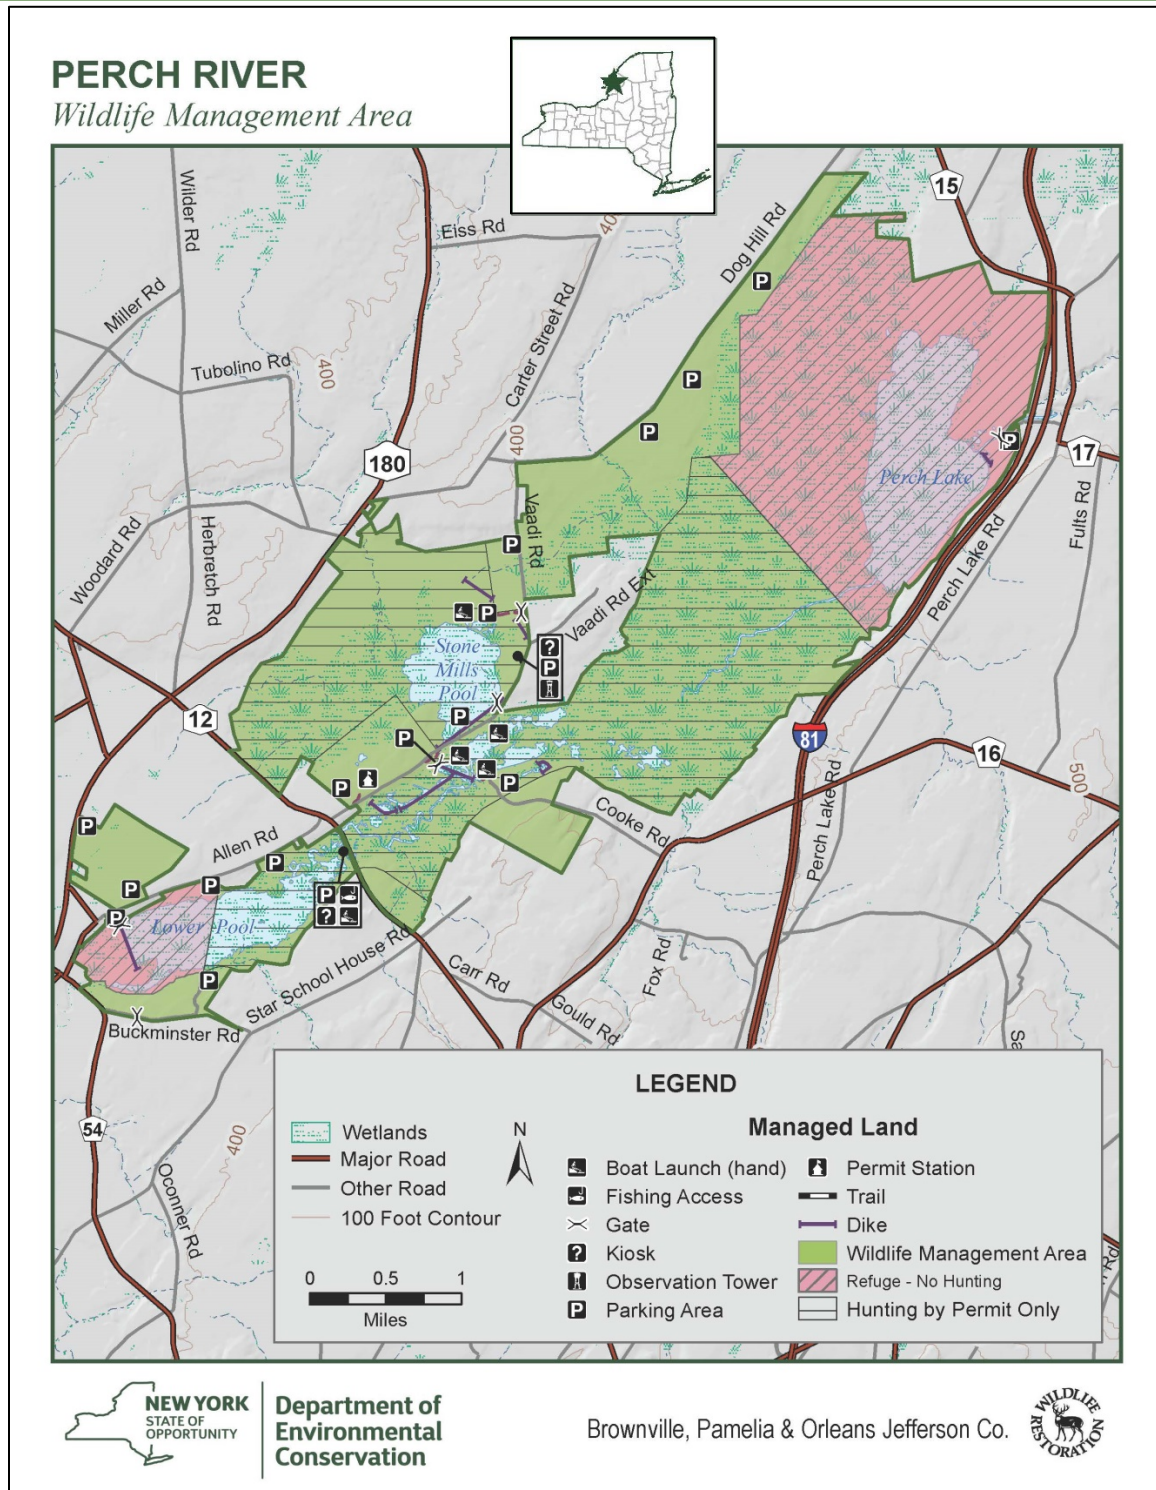 PERCH RIVER
Wildlife Management Area
Wilder Rd
Eiss Rd
400
Dog Hill Rd
15
Miller Rd
Tubolino Rd
400
Carter Street Rd
400
180
17
Perch Lake
Woodard Rd
Herbretch Rd
Vaadi Rd
Fults Rd
Perch Lake Rd
P
P
P
P
P
P
Vaadi Rd Ext
?
P
Stone
Mills
Pool
12
P
P
81
16
P
P
500
Cooke Rd
Perch Lake Rd
P
Allen Rd
P
P
P
P
P
?
Lower Pool
P
Star School House Rd
Carr Rd
Fox Rd
Gould Rd
Buckminster Rd
Sa
54
400
Oconner Rd
LEGEND
Wetlands
Major Road
Other Road
100 Foot Contour
N
0 0.5 1
Miles
Managed Land
Boat Launch (hand)
Fishing Access
Gate
? Kiosk
Observation Tower
P Parking Area
Permit Station
Trail
Dike
Wildlife Management Area
Refuge - No Hunting
Hunting by Permit Only
Rd
NEW YORK
STATE OF
OPPORTUNITY
Department of
Environmental
Conservation
Brownville, Pamelia & Orleans Jefferson Co.
WILDLIFE
RESTORATION